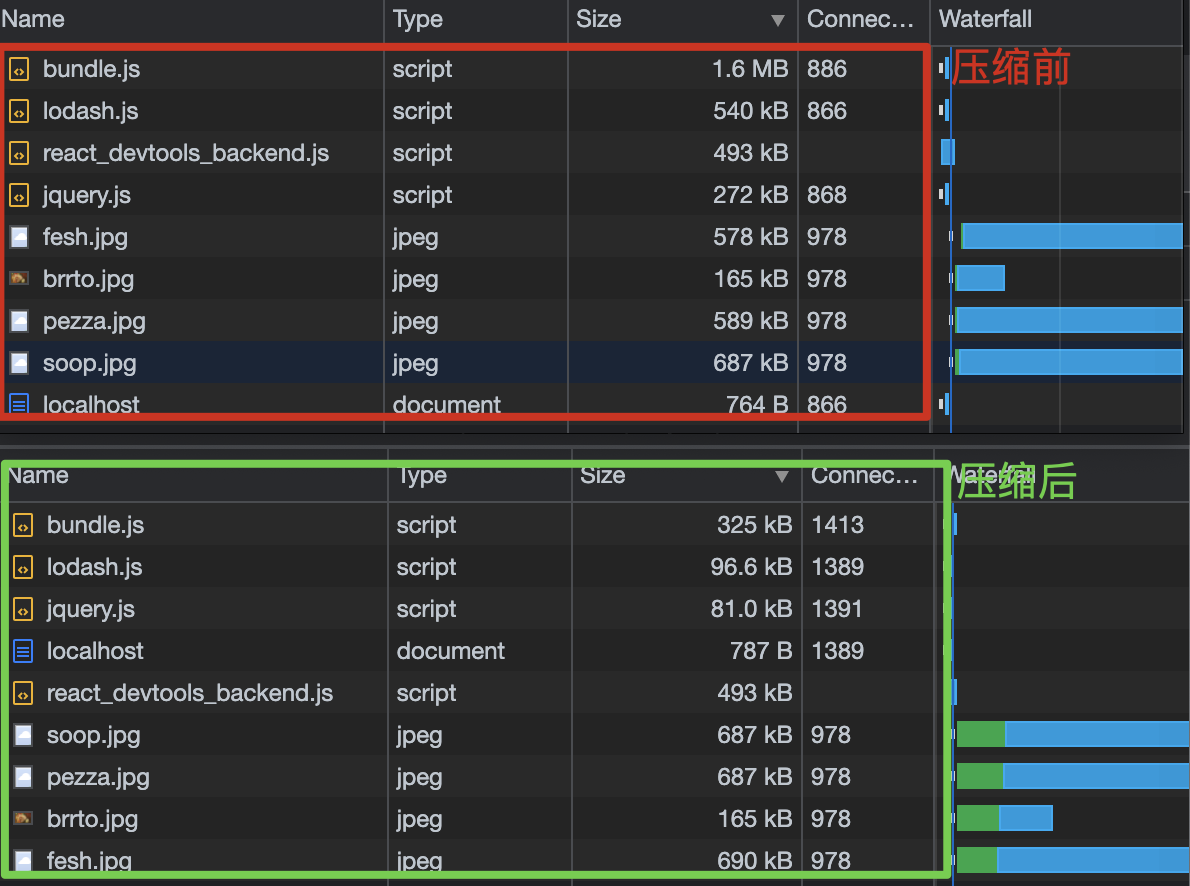 Name Type Size Connec... Waterfall
压缩前
bundle.js script 1.6 MB 886
lodash.js script 540 kB 866
react_devtools_backend.js script 493 kB
jquery.js script 272 kB 868
fesh.jpg jpeg 578 kB 978
brrto.jpg jpeg 165 kB 978
pezza.jpg jpeg 589 kB 978
soop.jpg jpeg 687 kB 978
localhost document 764 B 866
Name Type Size Connec... Waterfall
压缩后
bundle.js script 325 kB 1413
lodash.js script 96.6 kB 1389
jquery.js script 81.0 kB 1391
localhost document 787 B 1389
react_devtools_backend.js script 493 kB
soop.jpg jpeg 687 kB 978
pezza.jpg jpeg 687 kB 978
brrto.jpg jpeg 165 kB 978
fesh.jpg jpeg 690 kB 978